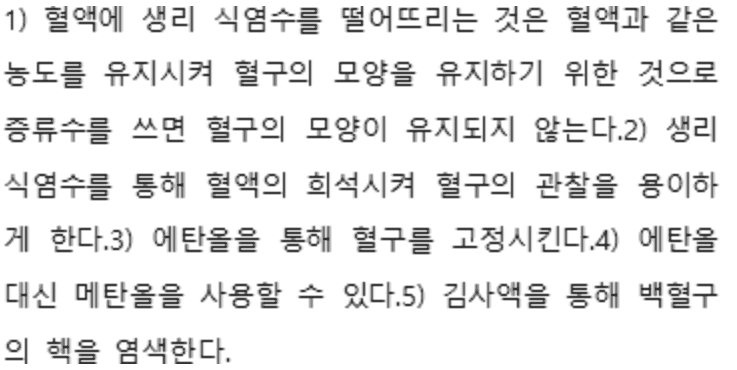 1) 혈액에 생리 식염수를 떨어뜨리는 것은 혈액과 같은
농도를 유지시켜 혈구의 모양을 유지하기 위한 것으로
증류수를 쓰면 혈구의 모양이 유지되지 않는다.2) 생리
식염수를 통해 혈액의 희석시켜 혈구의 관찰을 용이하
게 한다.3) 에탄올을 통해 혈구를 고정시킨다.4) 에탄올
대신 메탄올을 사용할 수 있다.5) 김사액을 통해 백혈구
의 핵을 염색한다.